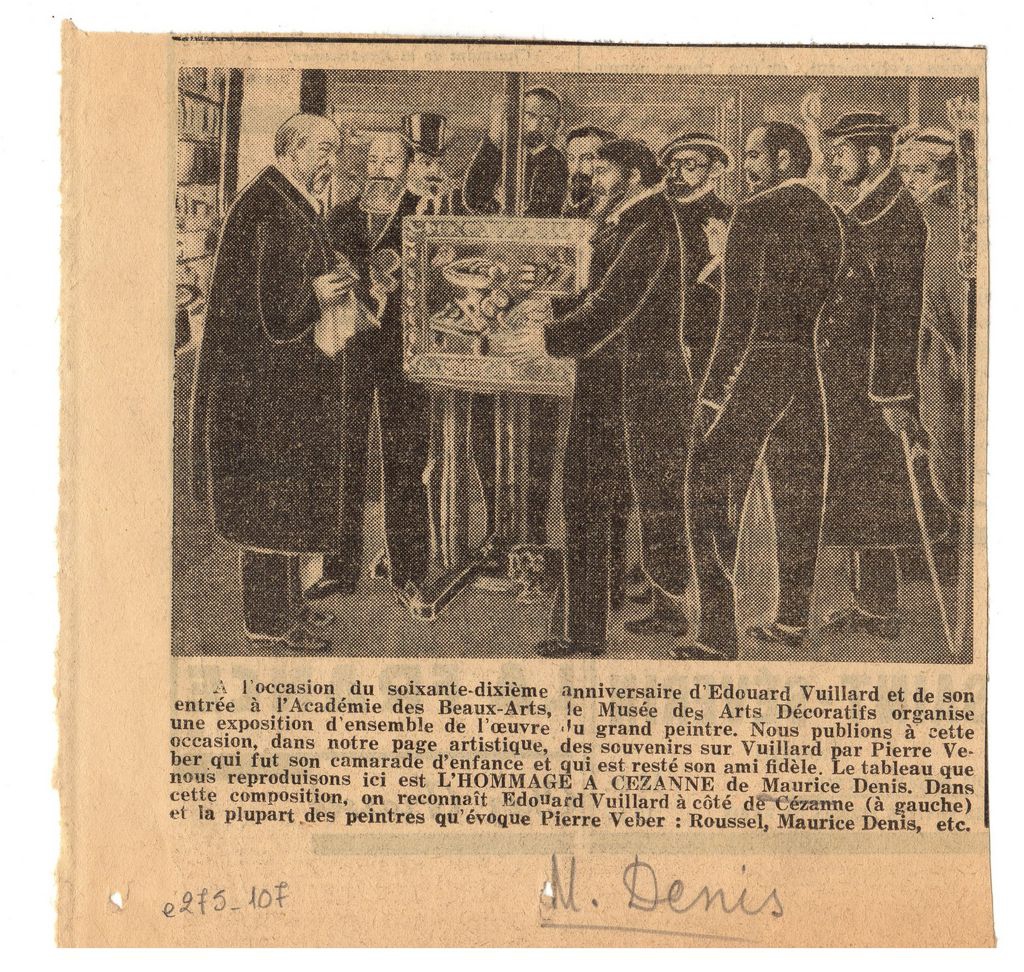 A l'occasion du soixante-dixième anniversaire d'Edouard Vuillard et de son
entrée à l'Académie des Beaux-Arts, le Musée des Arts Décoratifs organise
une exposition d'ensemble de l'œuvre du grand peintre. Nous publions à cette
occasion, dans notre page artistique, des souvenirs sur Vuillard par Pierre Ve-
ber qui fut son camarade d'enfance et qui est resté son ami fidèle. Le tableau que
nous reproduisons ici est L'HOMMAGE A CEZANNE de Maurice Denis. Dans
cette composition, on reconnaît Edouard Vuillard à côté de Cézanne (à gauche)
et la plupart des peintres qu'évoque Pierre Veber : Roussel, Maurice Denis, etc.
e275-107
M. Denis